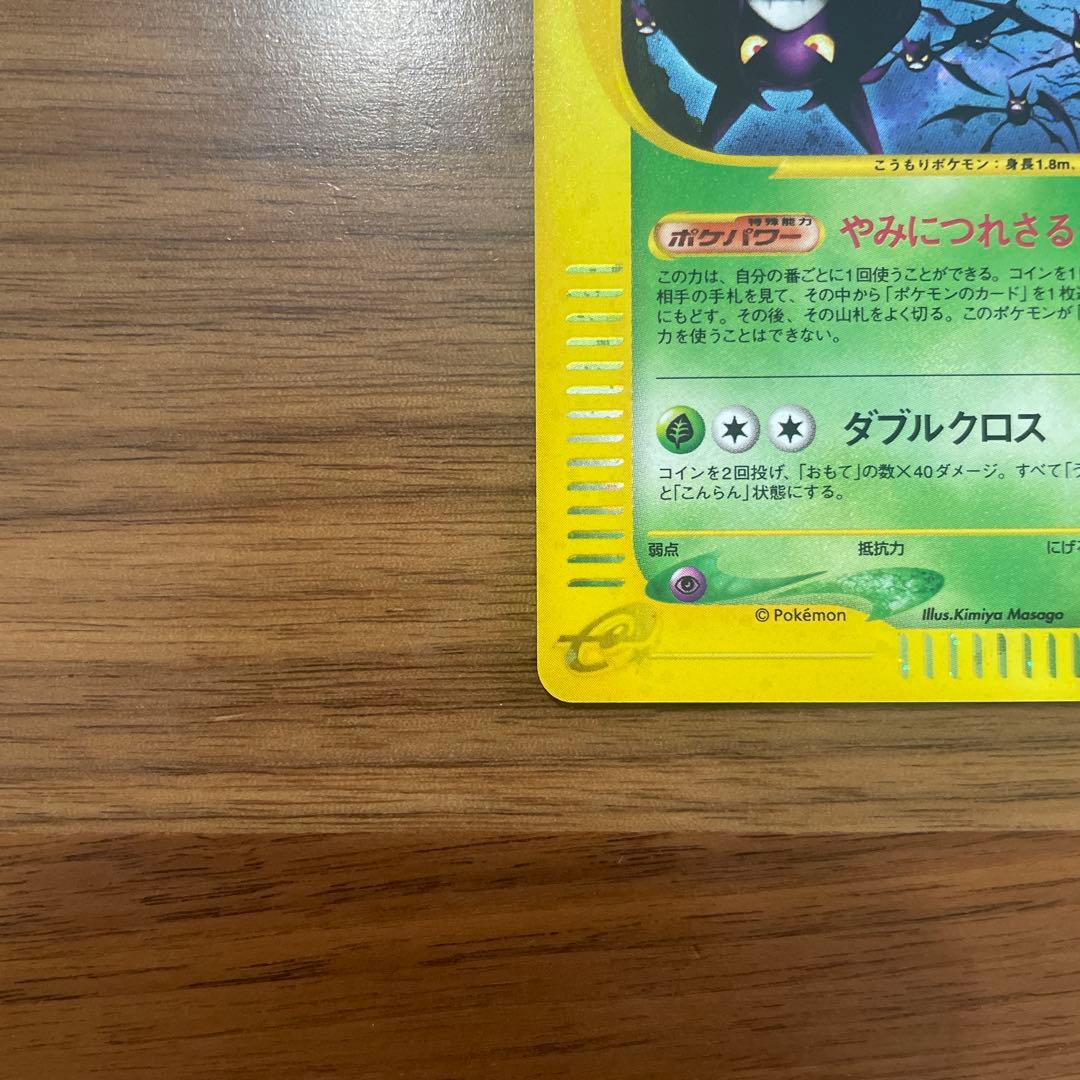 こうもりポケモン：身長1.8m、
特殊能力
ポケパワー やみにつれさる
この力は、自分の番ごとに1回使うことができる。コインを1
相手の手札を見て、その中から「ポケモンのカード」を1枚
にもどす。その後、その山札をよく切る。このポケモンが「
力を使うことはできない。
ダブルクロス
コインを2回投げ、「おもて」の数×40ダメージ。すべて「う
と「こんらん」状態にする。
弱点 抵抗力 にげ
©Pokémon Illus.Kimiya Masago
e